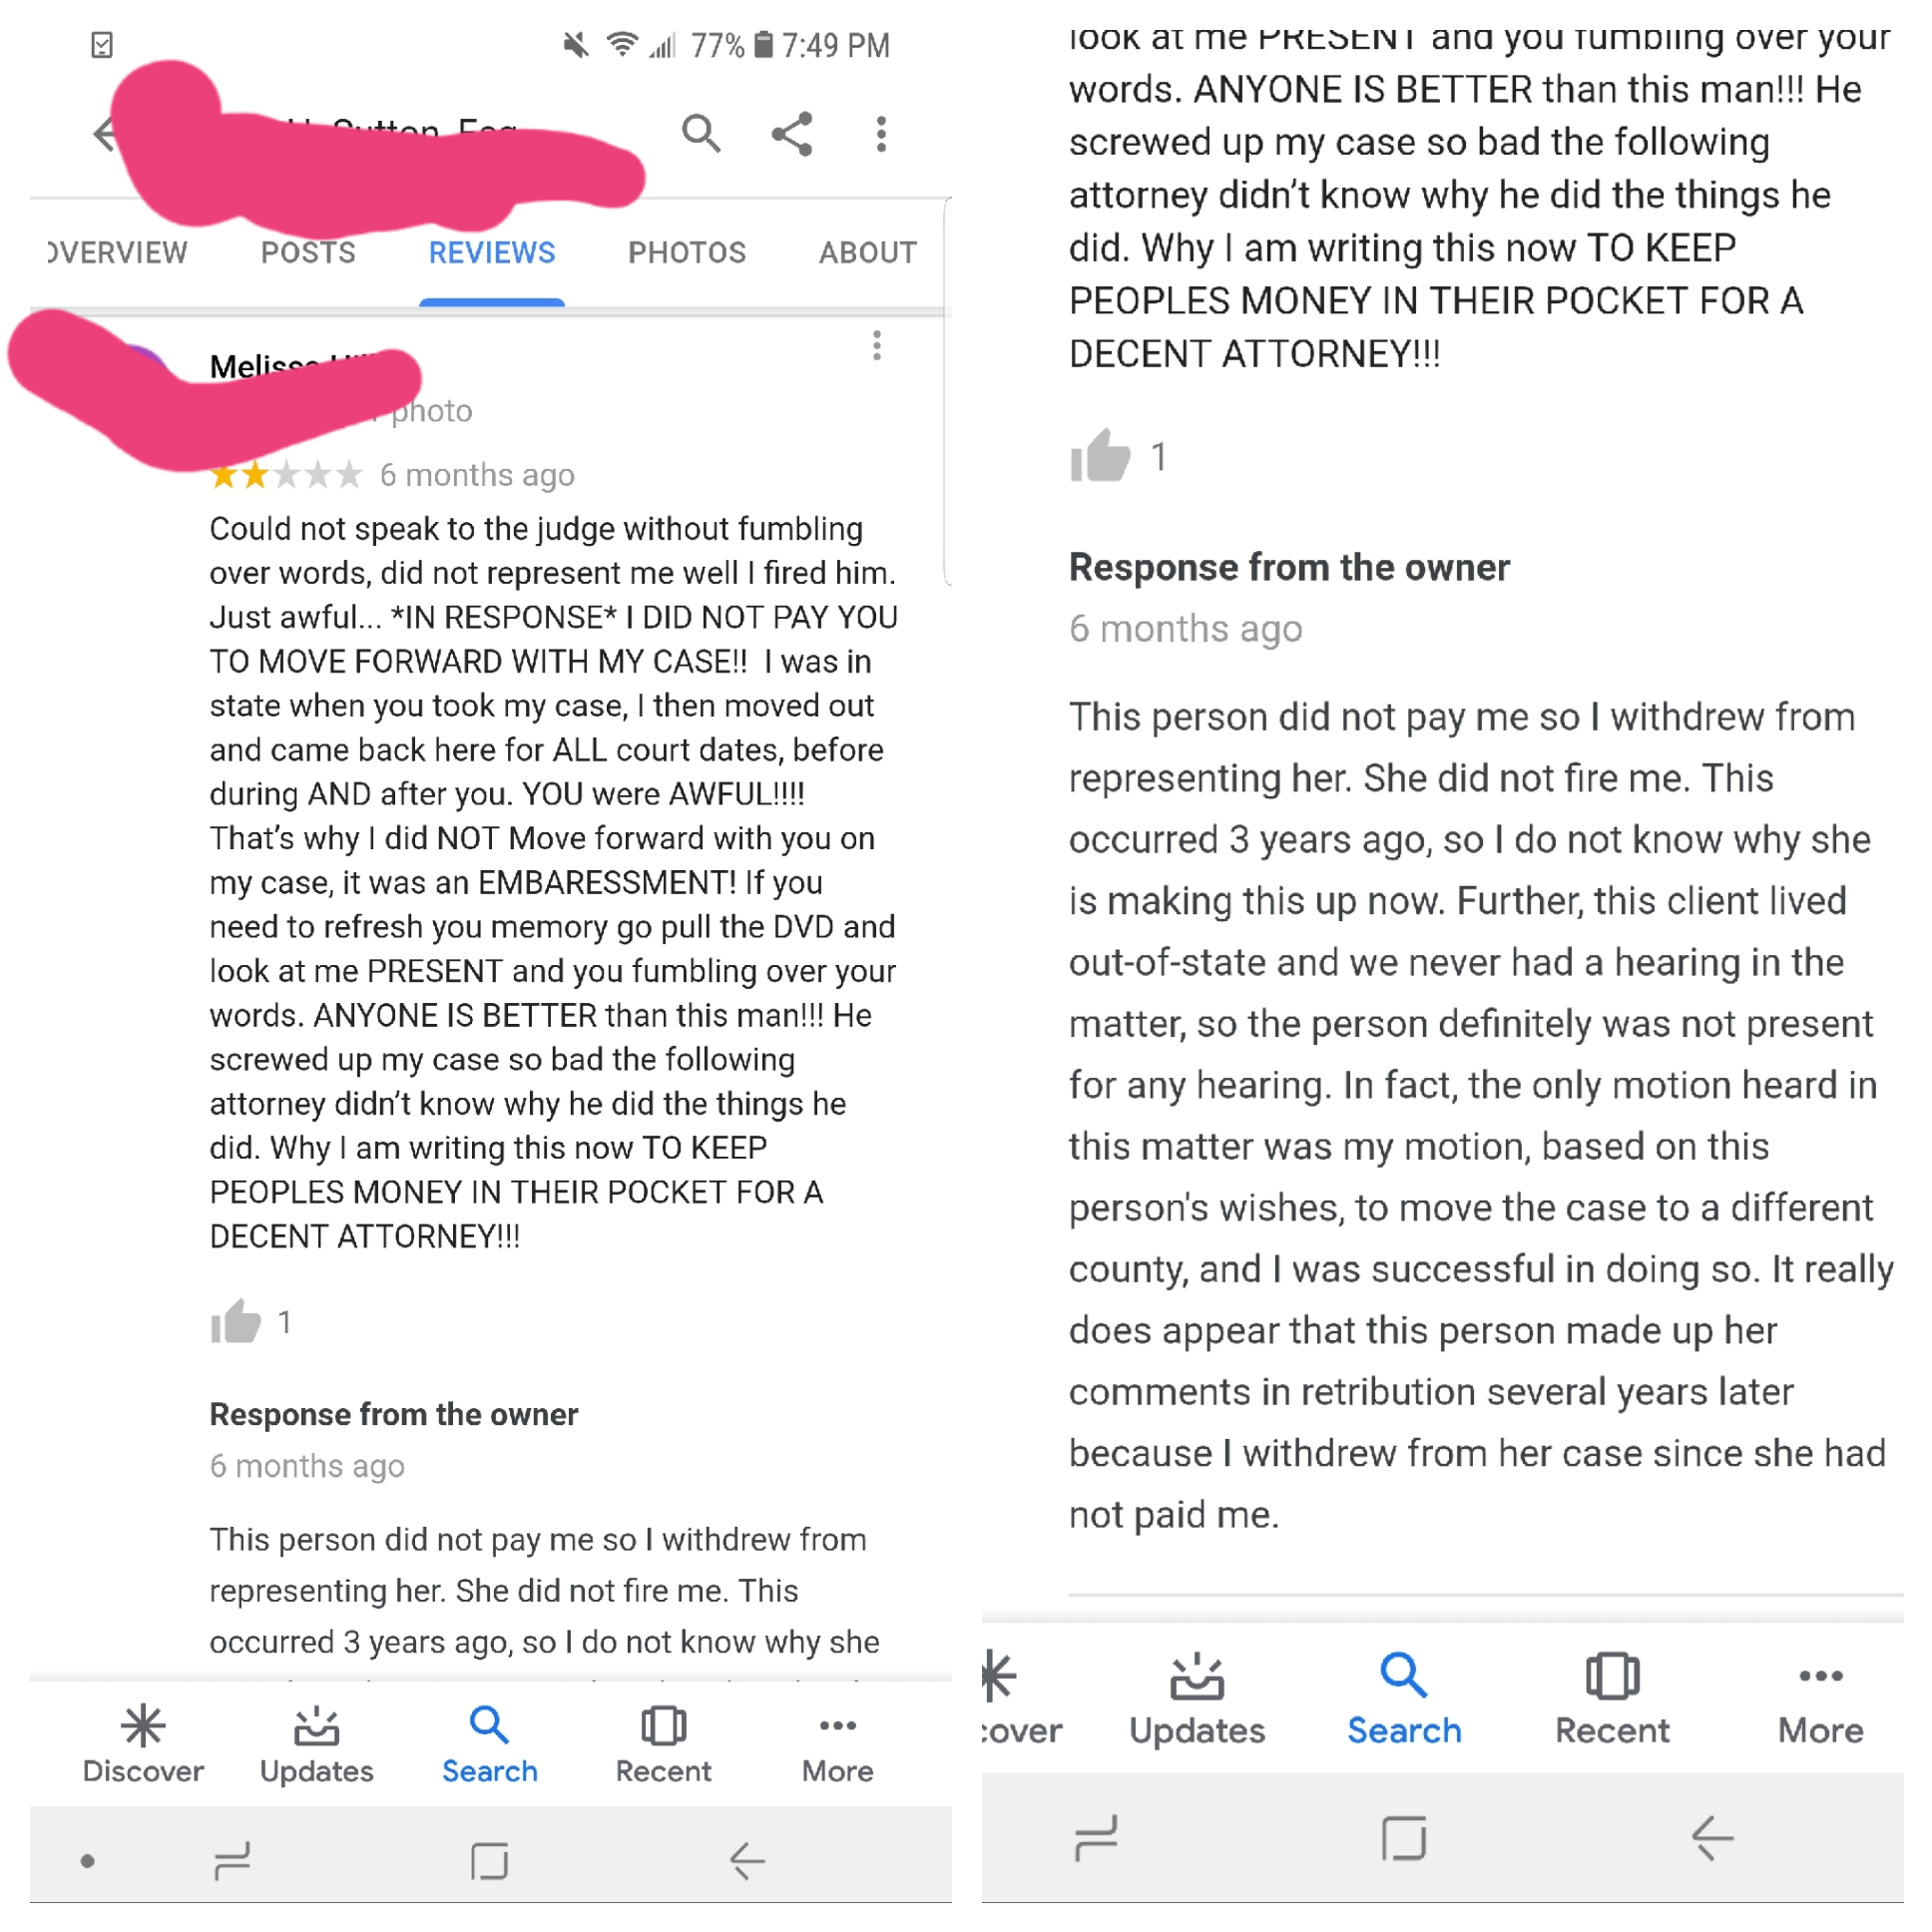 77% 7:49 PM
OVERVIEW POSTS REVIEWS PHOTOS ABOUT
photo
6 months ago
Could not speak to the judge without fumbling
over words, did not represent me well I fired him.
Just awful... *IN RESPONSE* I DID NOT PAY YOU
TO MOVE FORWARD WITH MY CASE!! I was in
state when you took my case, I then moved out
and came back here for ALL court dates, before
during AND after you. YOU were AWFUL!!!!
That's why I did NOT Move forward with you on
my case, it was an EMBARESSMENT! If you
need to refresh you memory go pull the DVD and
look at me PRESENT and you fumbling over your
words. ANYONE IS BETTER than this man!!! He
screwed up my case so bad the following
attorney didn't know why he did the things he
did. Why I am writing this now TO KEEP
PEOPLES MONEY IN THEIR POCKET FOR A
DECENT ATTORNEY!!!
1
Response from the owner
6 months ago
This person did not pay me so I withdrew from
representing her. She did not fire me. This
occurred 3 years ago, so I do not know why she
Discover Updates Search Recent More
look at me PRESENT and you fumbling over your
words. ANYONE IS BETTER than this man!!! He
screwed up my case so bad the following
attorney didn't know why he did the things he
did. Why I am writing this now TO KEEP
PEOPLES MONEY IN THEIR POCKET FOR A
DECENT ATTORNEY!!!
1
Response from the owner
6 months ago
This person did not pay me so I withdrew from
representing her. She did not fire me. This
occurred 3 years ago, so I do not know why she
is making this up now. Further, this client lived
out-of-state and we never had a hearing in the
matter, so the person definitely was not present
for any hearing. In fact, the only motion heard in
this matter was my motion, based on this
person's wishes, to move the case to a different
county, and I was successful in doing so. It really
does appear that this person made up her
comments in retribution several years later
because I withdrew from her case since she had
not paid me.
cover Updates Search Recent More